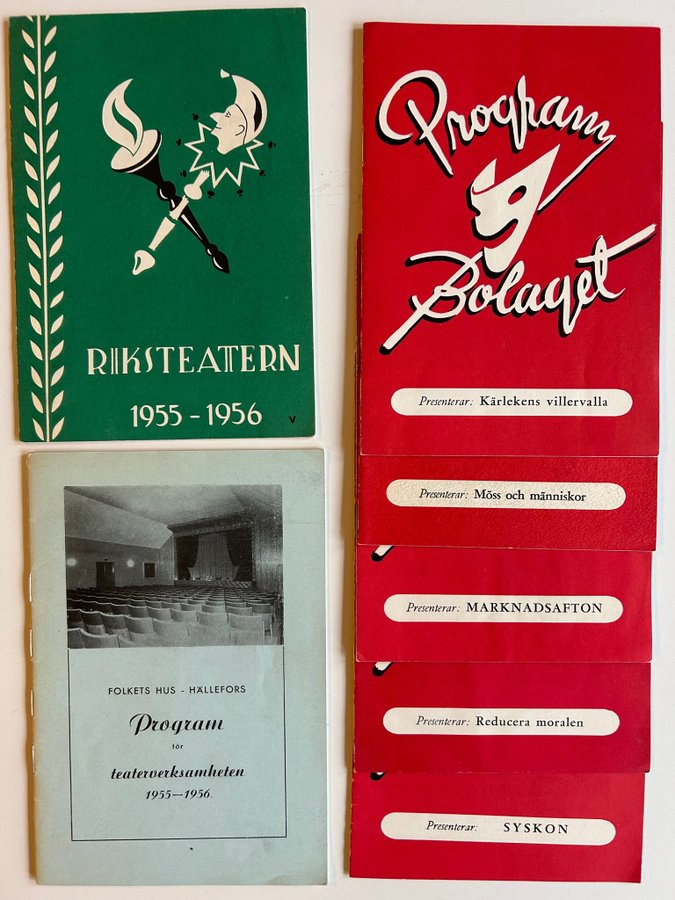 RIKSTEATERN
1955 - 1956
V
FOLKETS HUS - HÄLLEFORS
Program
för
teaterverksamheten
1955—1956.
Program
Bolaget
Presenterar: Kärlekens villervalla
Presenterar: Möss och människor
Presenterar: MARKNADSAFTON
Presenterar: Reducera moralen
Presenterar: SYSKON